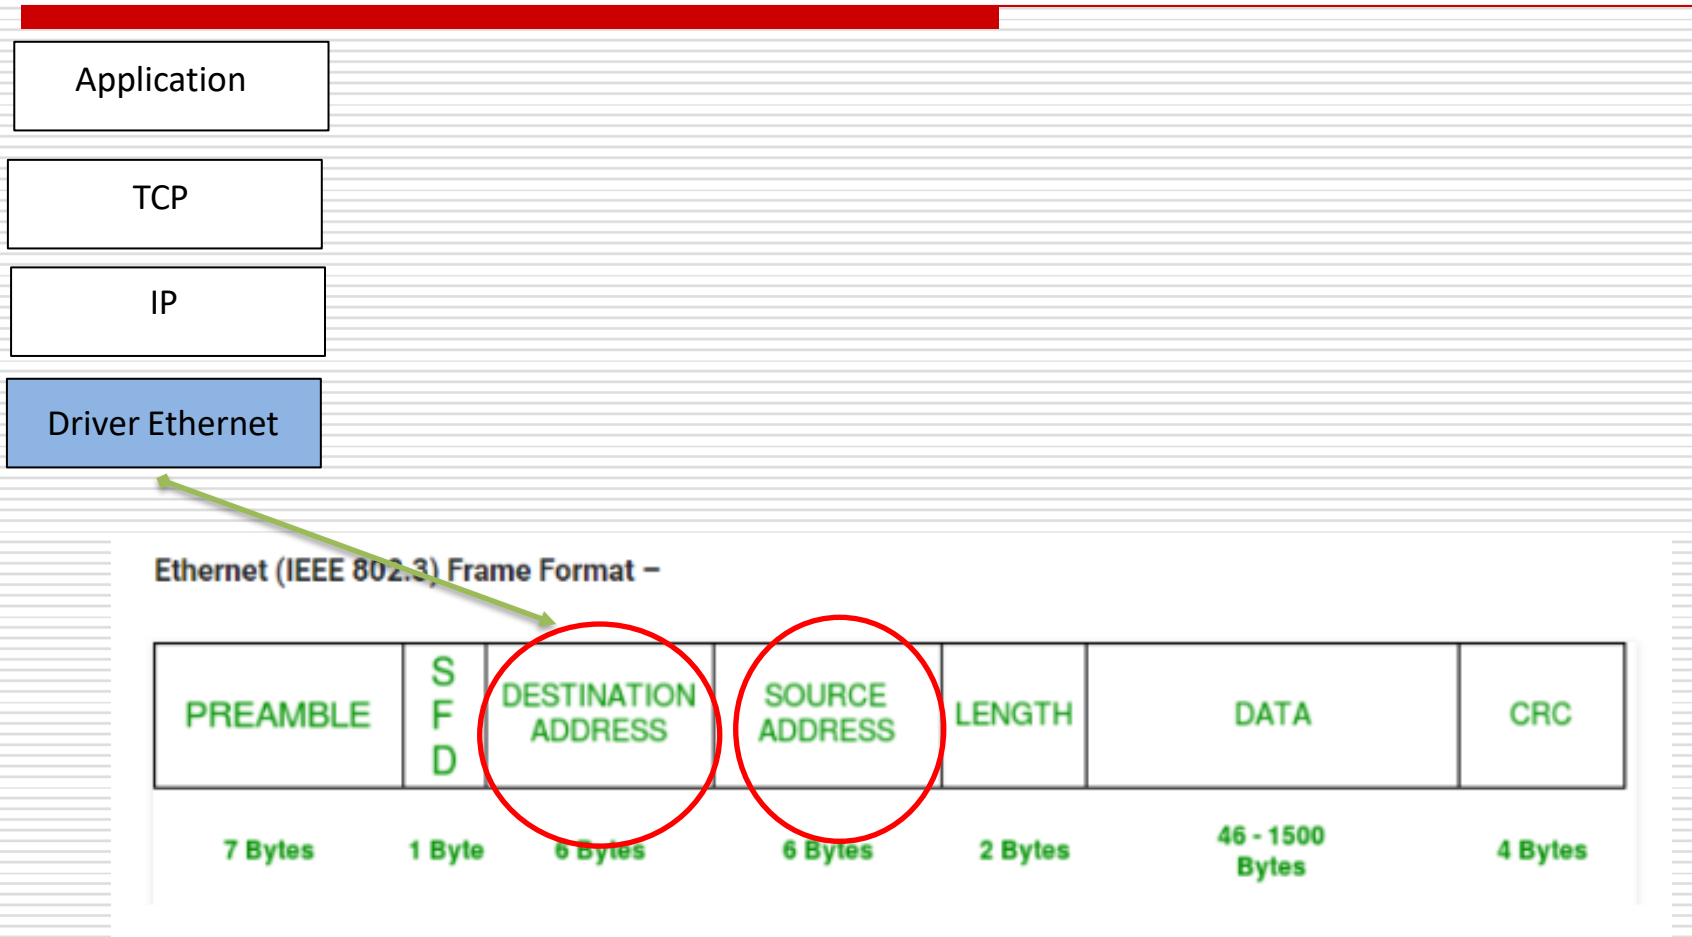 Application
TCP
IP
Driver Ethernet
Ethernet (IEEE 802.3) Frame Format –
PREAMBLE
S
F
D
DESTINATION
ADDRESS
SOURCE
ADDRESS
LENGTH
DATA
CRC
7 Bytes
1 Byte
6 Bytes
6 Bytes
2 Bytes
46 - 1500
Bytes
4 Bytes